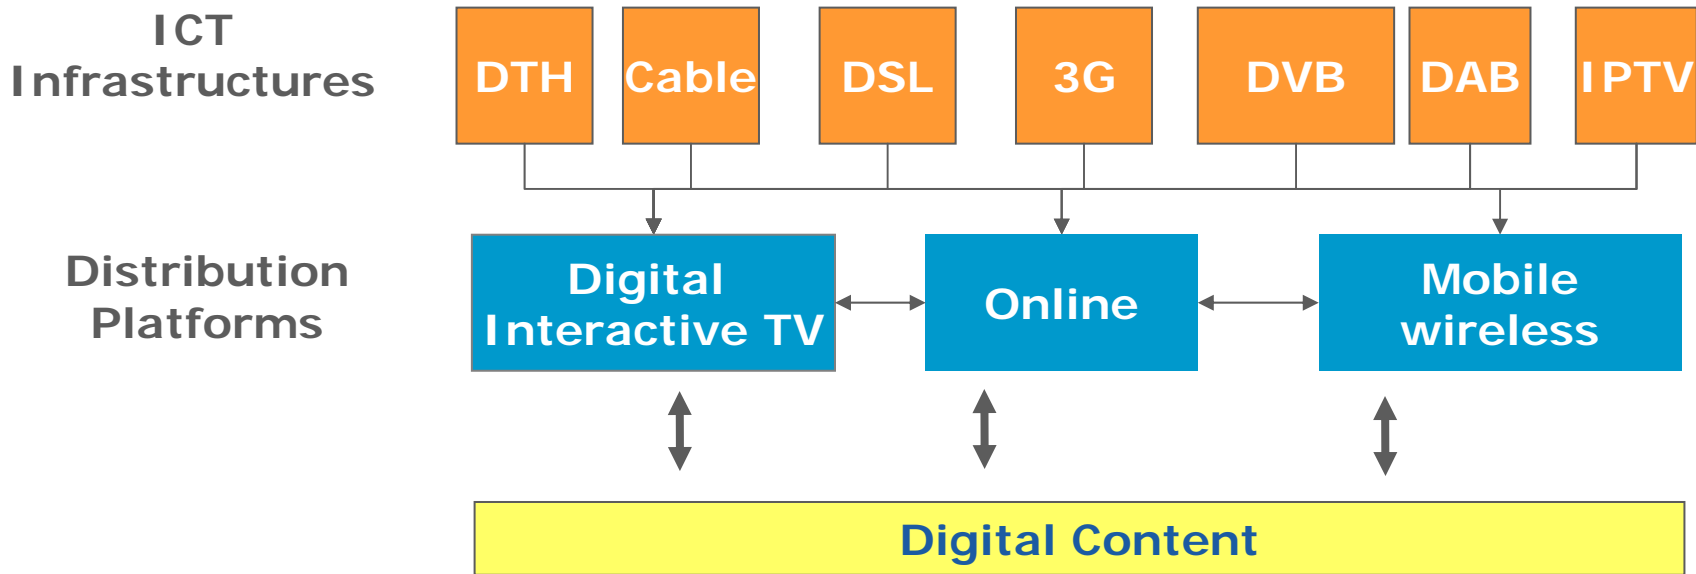 ICT
Infrastructures
DTH Cable DSL 3G DVB DAB IPTV
Distribution
Platforms
Digital
Interactive TV
Online
Mobile
wireless
Digital Content